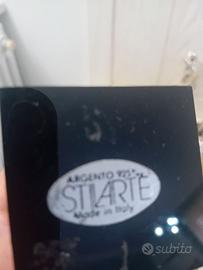 ARGENTO 925
STILARTE
Made in Italy
subito